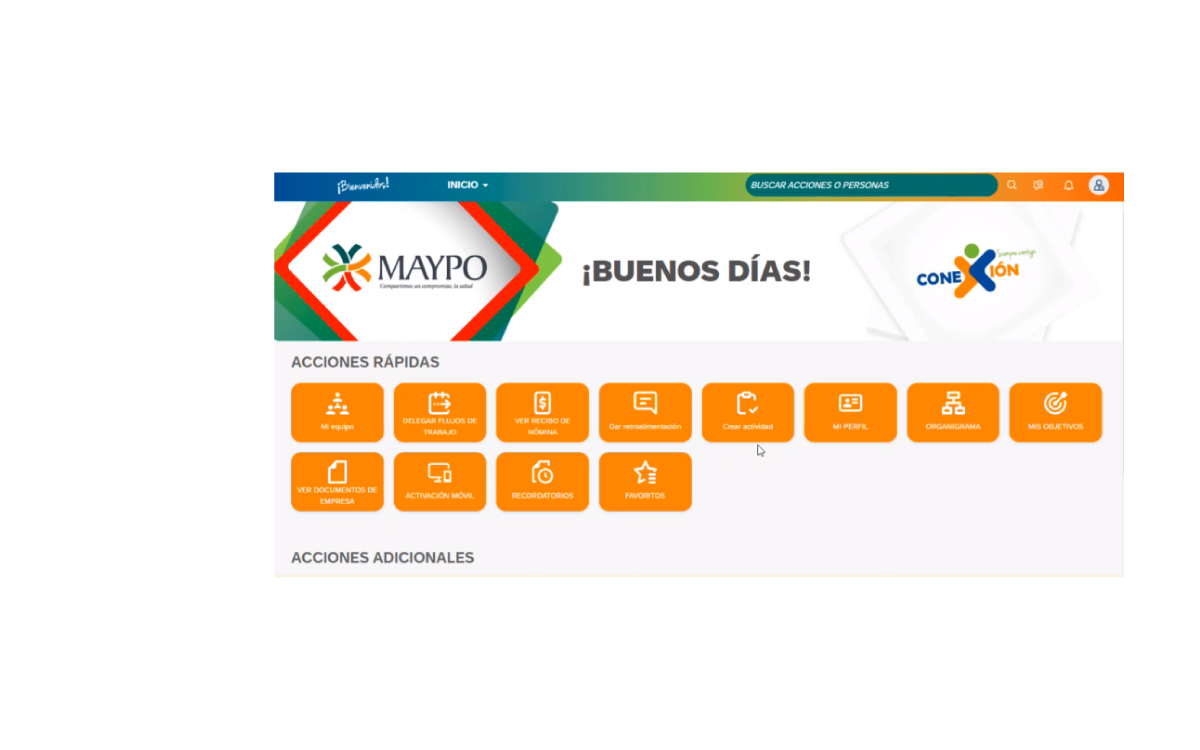 ¡Bienvenid@s!
INICIO
BUSCAR ACCIONES O PERSONAS
MAYPO
Compartimos un compromiso, la salud
¡BUENOS DÍAS!
Siempre contigo
CONEXIÓN
ACCIONES RÁPIDAS
Mi equipo
DELEGAR FLUJOS DE
TRABAJO
VER RECIBO DE
NÓMINA
Dar retroalimentación
Crear actividad
MI PERFIL
ORGANIGRAMA
MIS OBJETIVOS
VER DOCUMENTOS DE
EMPRESA
ACTIVACIÓN MÓVIL
RECORDATORIOS
FAVORITOS
ACCIONES ADICIONALES